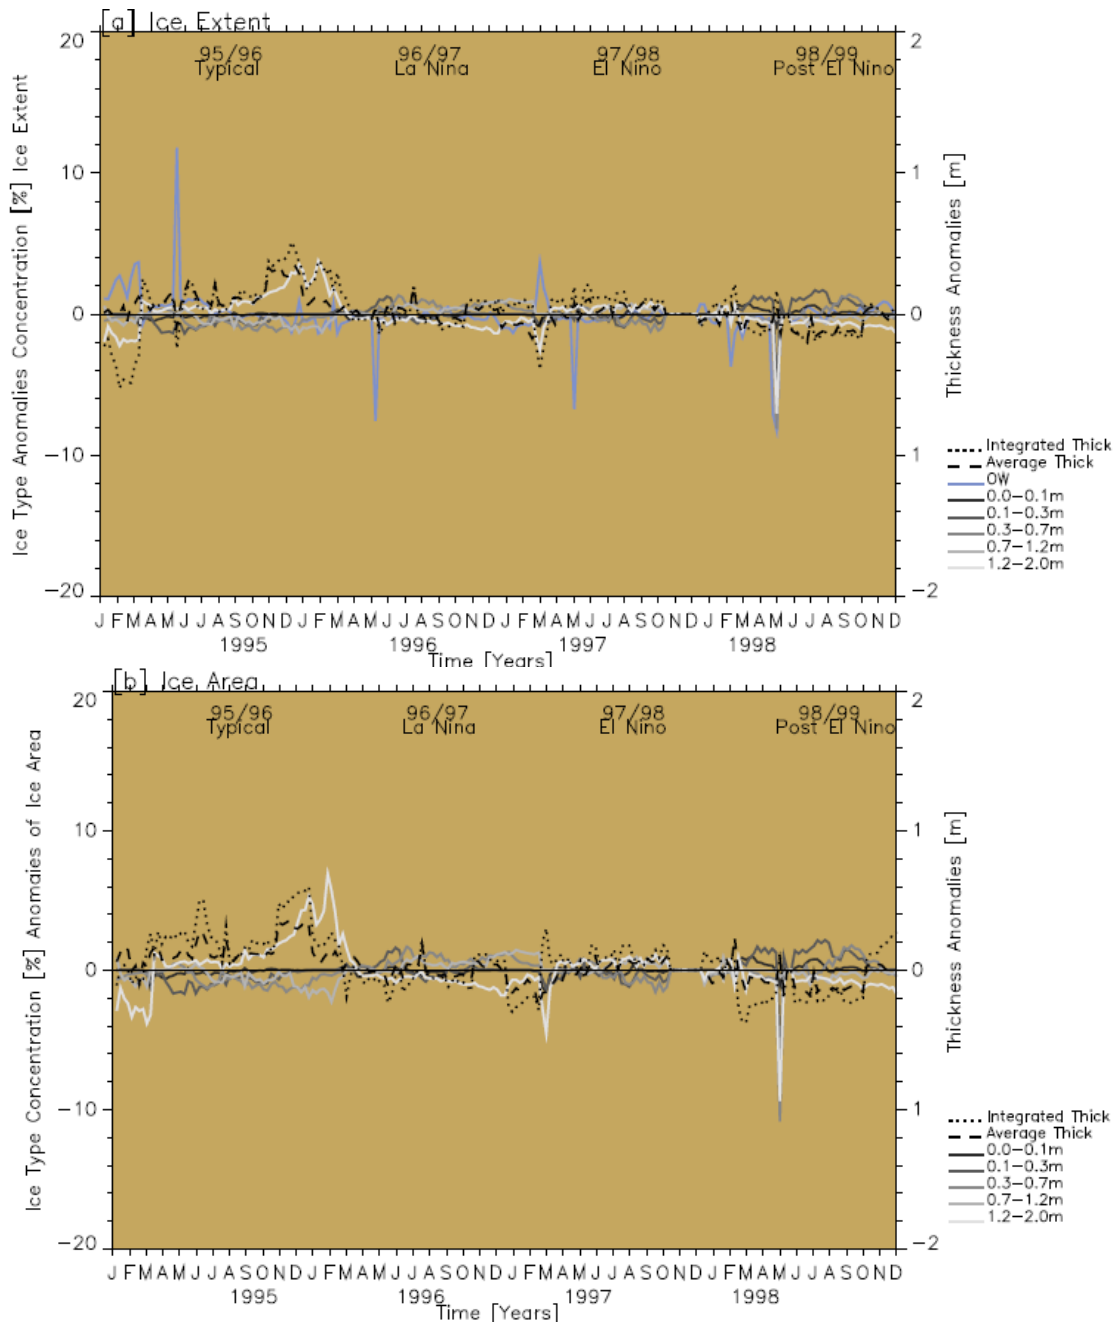 [a] Ice Extent
20
2
95/96
96/97
97/98
98/99
Typical
La Nina
El Nino
Post El Nino
10
1
0
0
−10
1
−20
−2
Ice Type Anomalies Concentration [%] Ice Extent
Thickness Anomalies [m]
Integrated Thick
Average Thick
OW
0.0−0.1m
0.1−0.3m
0.3−0.7m
0.7−1.2m
1.2−2.0m
J F M A M J J A S O N D J F M A M J J A S O N D J F M A M J J A S O N D J F M A M J J A S O N D
1995
1996
1997
1998
Time [Years]
[b] Ice Area
20
2
95/96
96/97
97/98
98/99
Typical
La Nina
El Nino
Post El Nino
10
1
0
0
−10
1
−20
−2
Ice Type Concentration [%] Anomaies of Ice Area
Thickness Anomalies [m]
Integrated Thick
Average Thick
0.0−0.1m
0.1−0.3m
0.3−0.7m
0.7−1.2m
1.2−2.0m
J F M A M J J A S O N D J F M A M J J A S O N D J F M A M J J A S O N D J F M A M J J A S O N D
1995
1996
1997
1998
Time [Years]